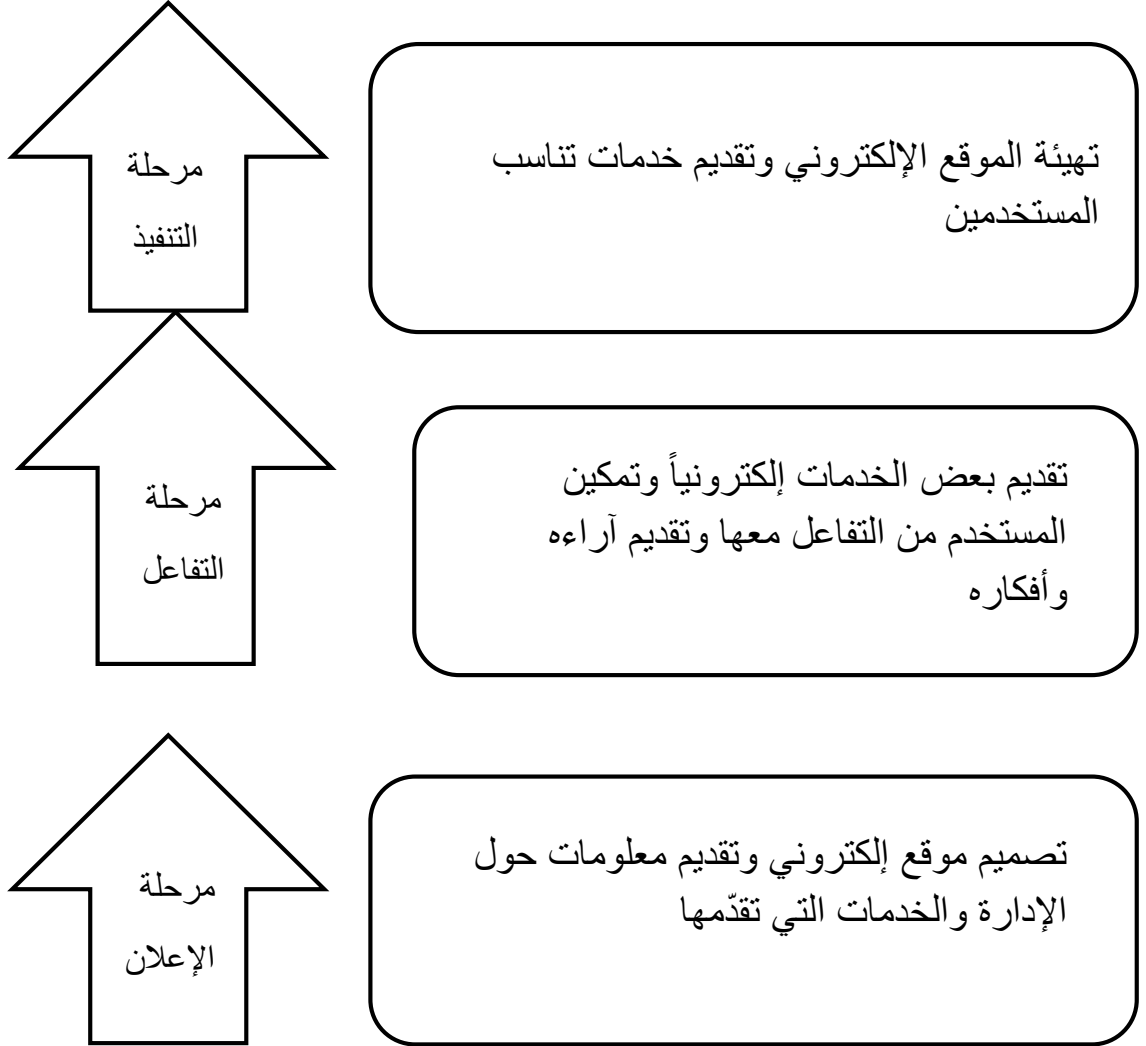 مرحلة
التنفيذ
تهيئة الموقع الإلكتروني وتقديم خدمات تناسب
المستخدمين
مرحلة
التفاعل
تقديم بعض الخدمات إلكترونياً وتمكين
المستخدم من التفاعل معها وتقديم آراءه
وأفكاره
مرحلة
الإعلان
تصميم موقع إلكتروني وتقديم معلومات حول
الإدارة والخدمات التي تقدّمها